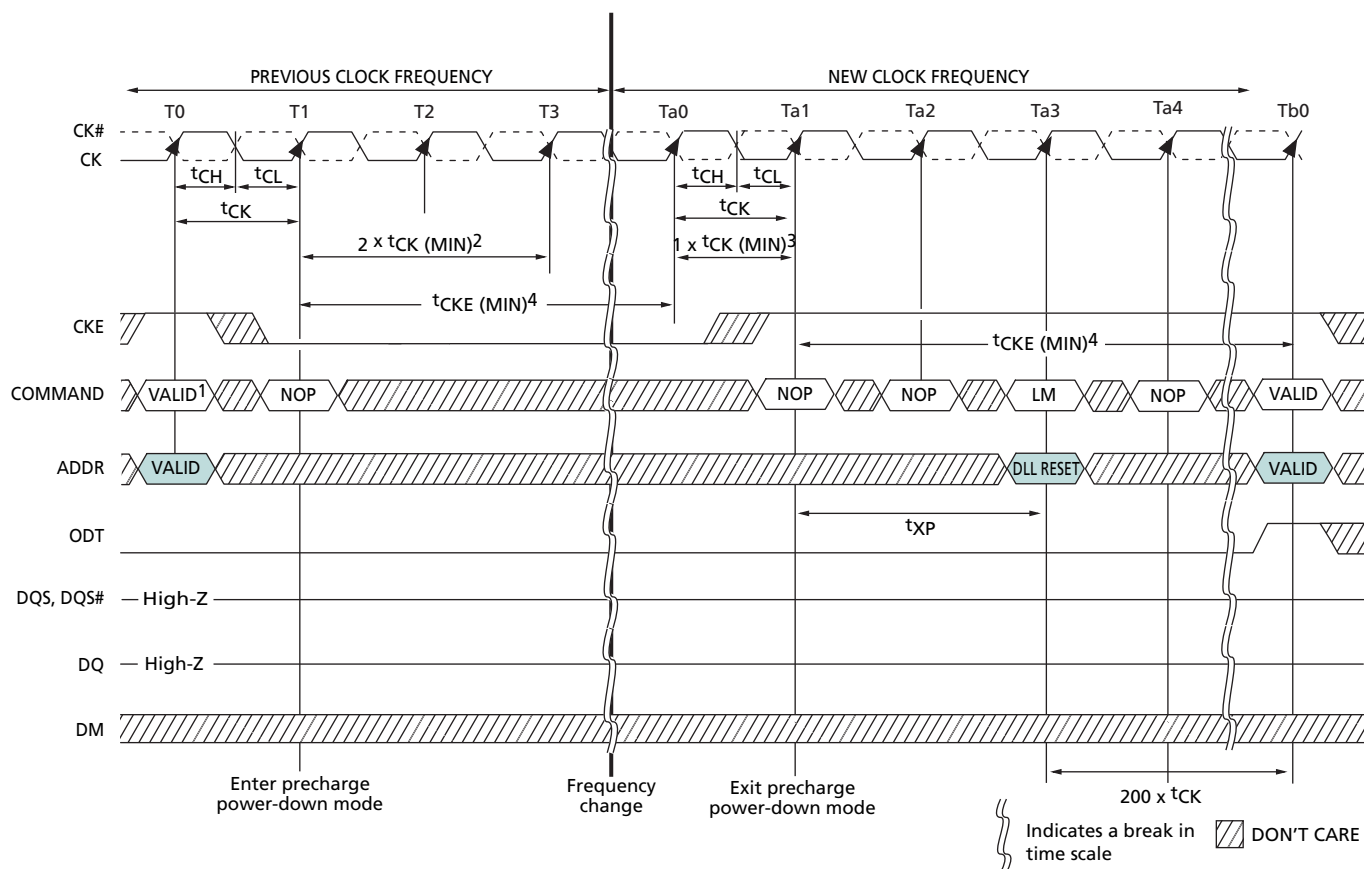 PREVIOUS CLOCK FREQUENCY
NEW CLOCK FREQUENCY
T0
T1
T2
T3
Ta0
Ta1
Ta2
Ta3
Ta4
Tb0
CK#
CK
tCH
tCL
tCH
tCL
tCK
tCK
2 x tCK (MIN)2
1 x tCK (MIN)3
tCKE (MIN)4
CKE
tCKE (MIN)4
COMMAND
VALID1
NOP
NOP
NOP
LM
NOP
VALID
ADDR
VALID
DLL RESET
VALID
tXP
ODT
DQS, DQS#
High-Z
DQ
High-Z
DM
Enter precharge
power-down mode
Frequency
change
Exit precharge
power-down mode
200 x tCK
Indicates a break in
time scale
DON'T CARE